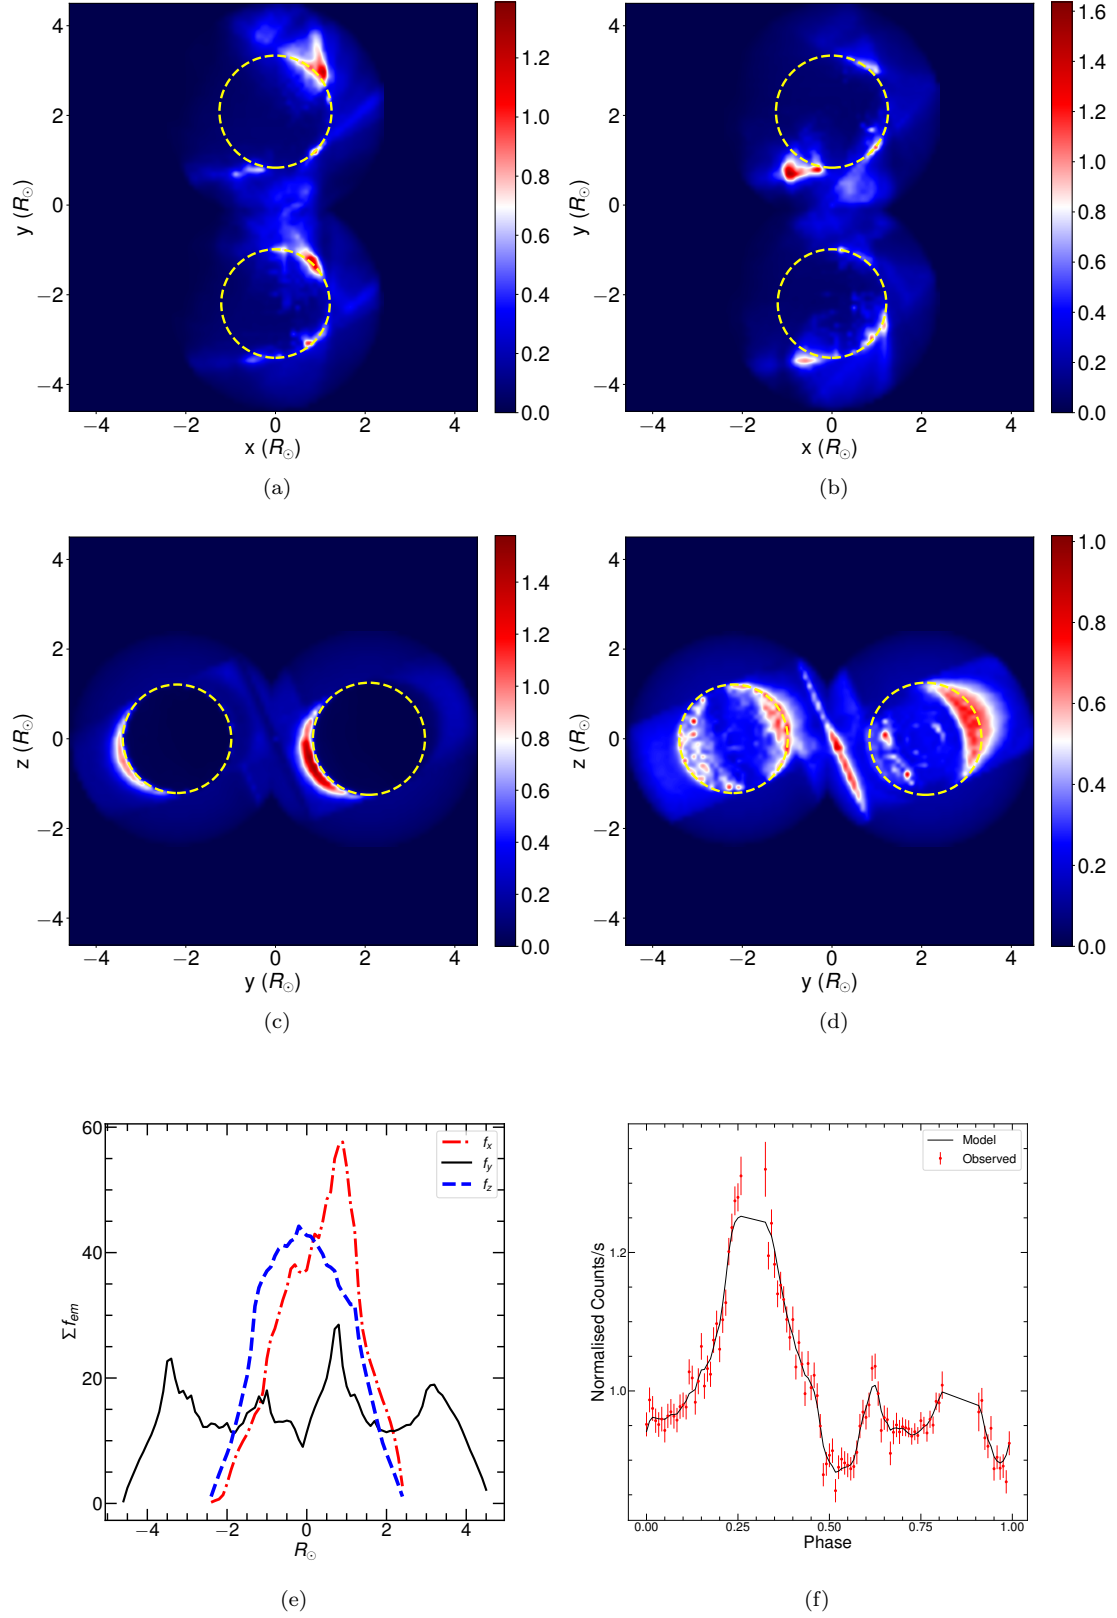 4
2
0
−2
−4
y (R⊙)
−4 −2 0 2 4
x (R⊙)
1.2
1.0
0.8
0.6
0.4
0.2
0.0
(a)
4
2
0
−2
−4
y (R⊙)
−4 −2 0 2 4
x (R⊙)
1.6
1.4
1.2
1.0
0.8
0.6
0.4
0.2
0.0
(b)
4
2
0
−2
−4
z (R⊙)
−4 −2 0 2 4
y (R⊙)
1.4
1.2
1.0
0.8
0.6
0.4
0.2
0.0
(c)
4
2
0
−2
−4
z (R⊙)
−4 −2 0 2 4
y (R⊙)
1.0
0.8
0.6
0.4
0.2
0.0
(d)
60
40
20
0
Σf_em
f_x
f_y
f_z
−4 −2 0 2 4
R⊙
(e)
1.2
1.0
Normalised Counts/s
Model
Observed
0.00 0.25 0.50 0.75 1.00
Phase
(f)